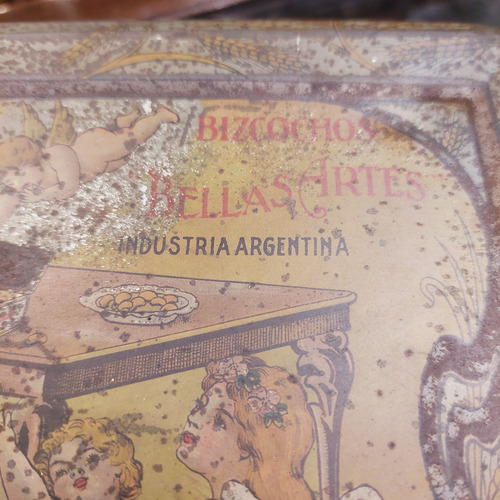 BIZCOCHOS
"BELLAS ARTES"
INDUSTRIA ARGENTINA